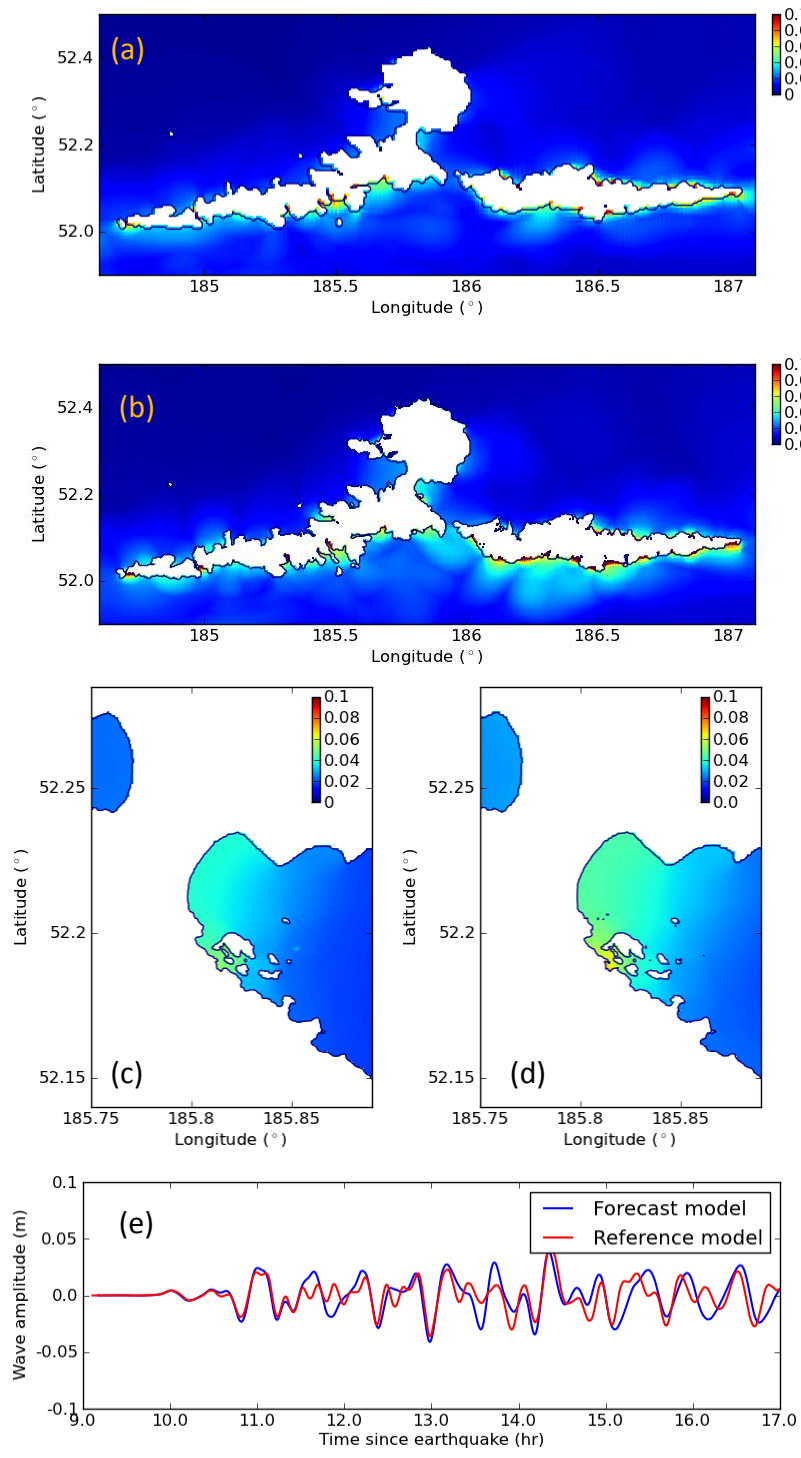 (a)
52.4
52.2
52.0
Latitude (°)
185
185.5
186
186.5
187
Longitude (°)
0
(b)
52.4
52.2
52.0
Latitude (°)
185
185.5
186
186.5
187
Longitude (°)
0.1
0.08
0.06
0.04
0.02
0
52.25
52.2
52.15
Latitude (°)
(c)
185.75
185.8
185.85
Longitude (°)
0.1
0.08
0.06
0.04
0.02
0.0
52.25
52.2
52.15
Latitude (°)
(d)
185.75
185.8
185.85
Longitude (°)
0.1
0.05
0.0
-0.05
-0.1
Wave amplitude (m)
(e)
Forecast model
Reference model
9.0 10.0 11.0 12.0 13.0 14.0 15.0 16.0 17.0
Time since earthquake (hr)